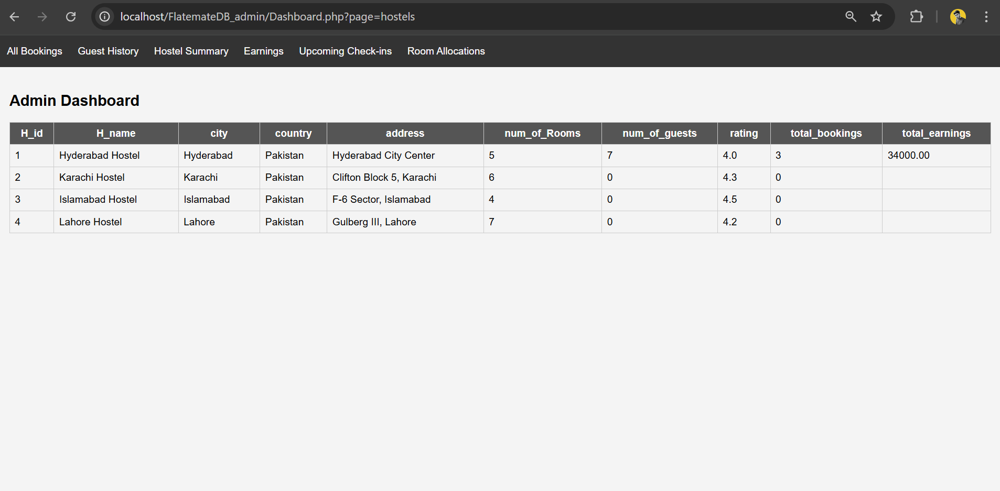 localhost/FlatemateDB_admin/Dashboard.php?page=hostels
All Bookings Guest History Hostel Summary Earnings Upcoming Check-ins Room Allocations
Admin Dashboard
H_id H_name city country address num_of_Rooms num_of_guests rating total_bookings total_earnings
1 Hyderabad Hostel Hyderabad Pakistan Hyderabad City Center 5 7 4.0 3 34000.00
2 Karachi Hostel Karachi Pakistan Clifton Block 5, Karachi 6 0 4.3 0
3 Islamabad Hostel Islamabad Pakistan F-6 Sector, Islamabad 4 0 4.5 0
4 Lahore Hostel Lahore Pakistan Gulberg III, Lahore 7 0 4.2 0